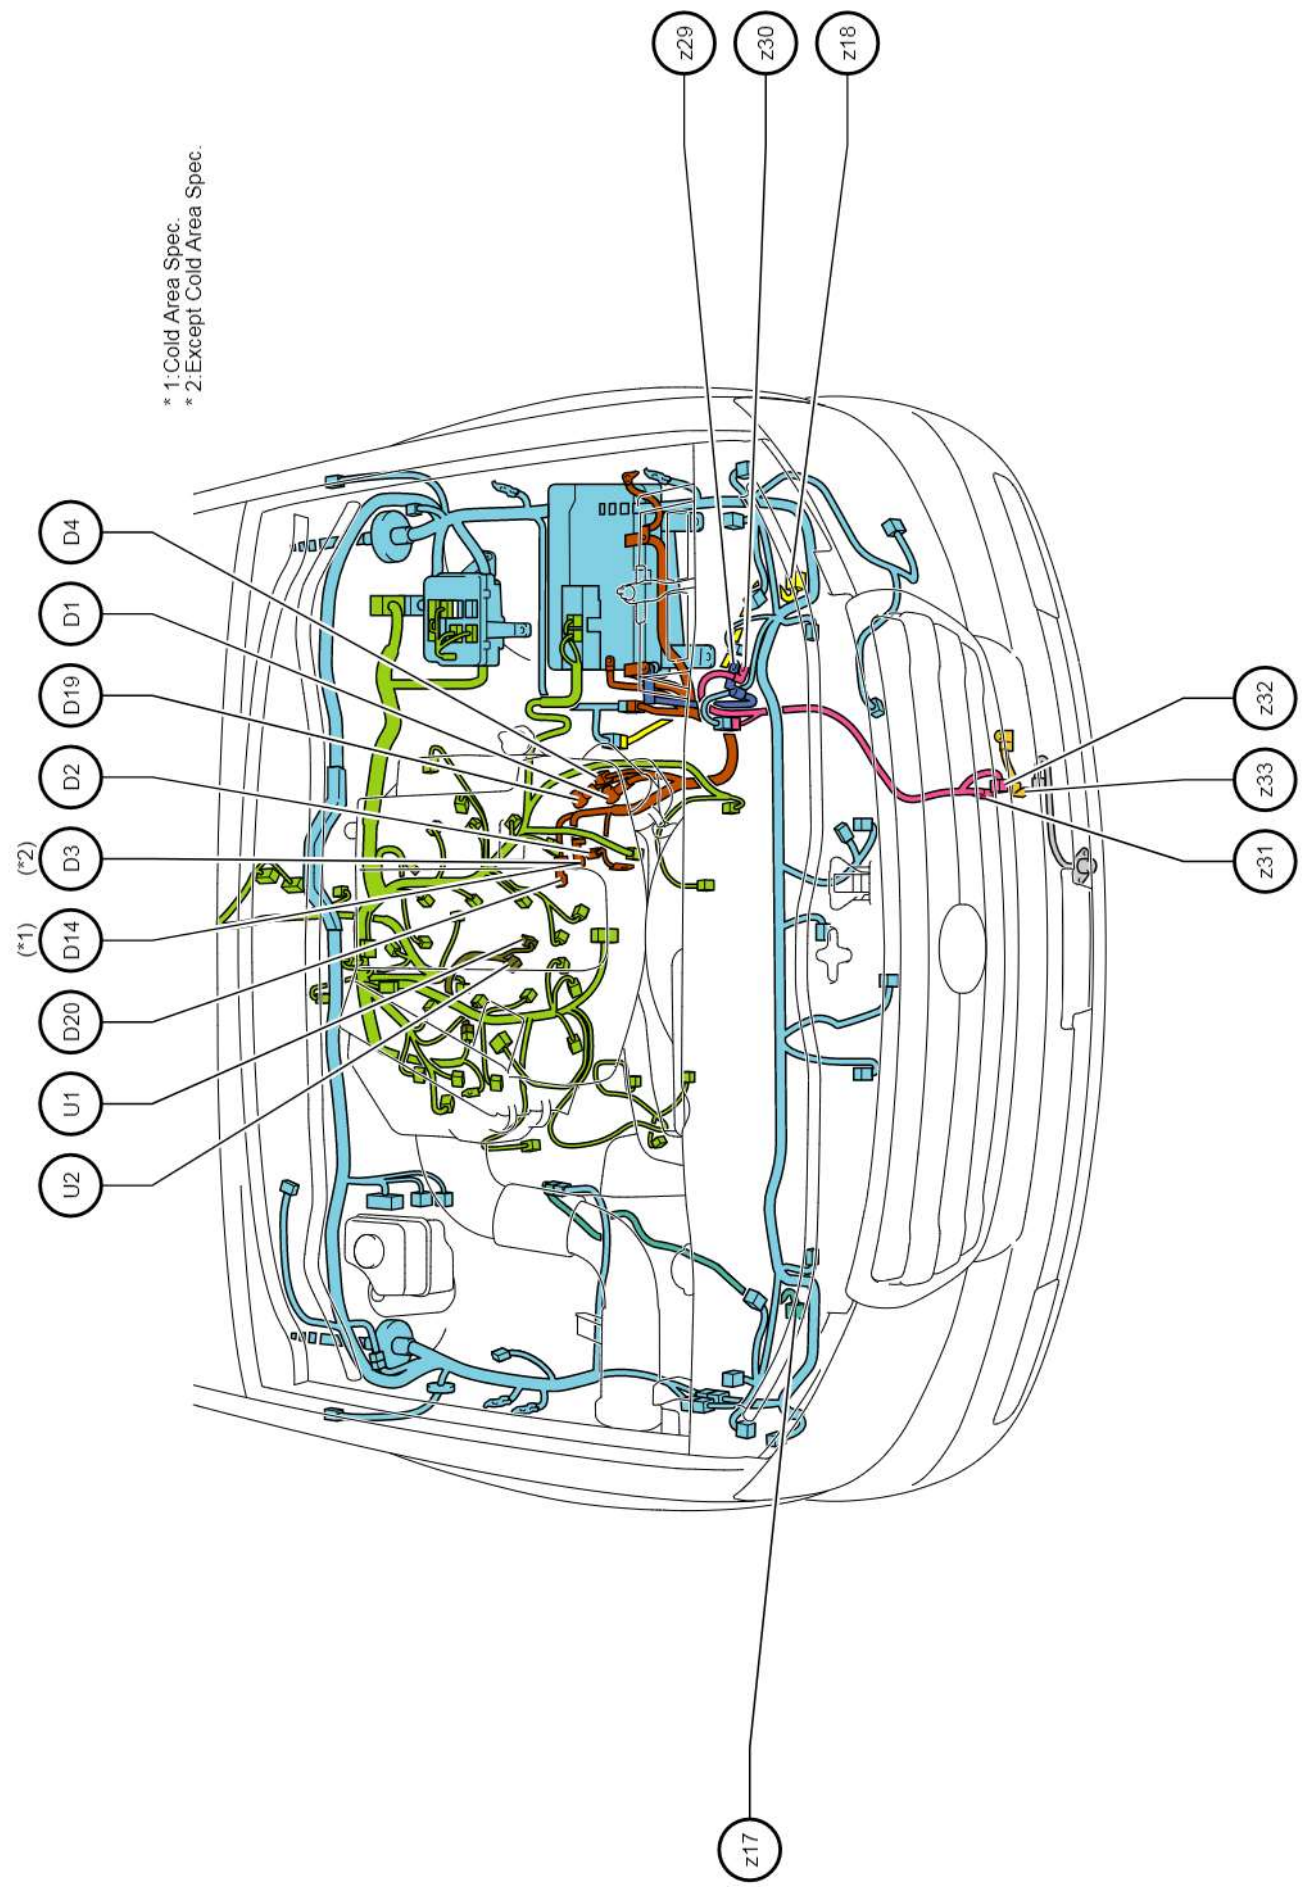 * 1:Cold Area Spec.
* 2:Except Cold Area Spec.
z29
z30
z18
D4
D1
D19
D2
(*2)
D3
(*1)
D14
D20
U1
U2
z32
z33
z31
z17